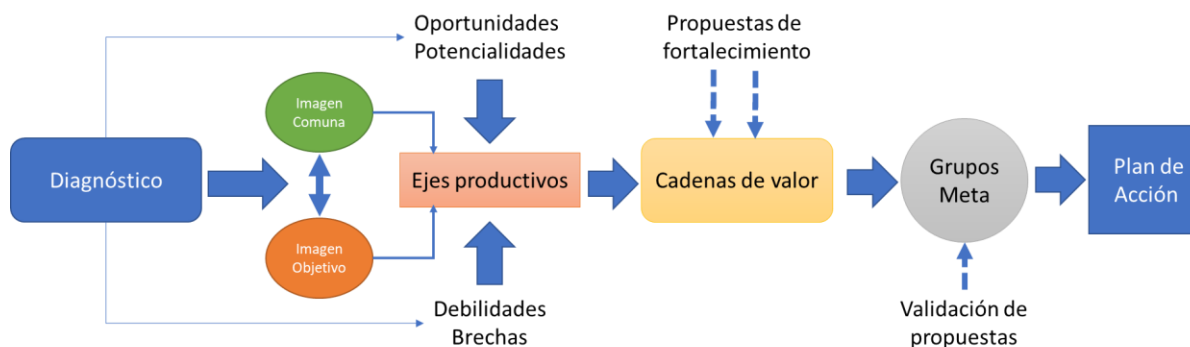 Oportunidades
Potencialidades
Propuestas de
fortalecimiento
Imagen
Comuna
Diagnóstico
Ejes productivos
Cadenas de valor
Grupos
Meta
Plan de
Acción
Imagen
Objetivo
Debilidades
Brechas
Validación de
propuestas